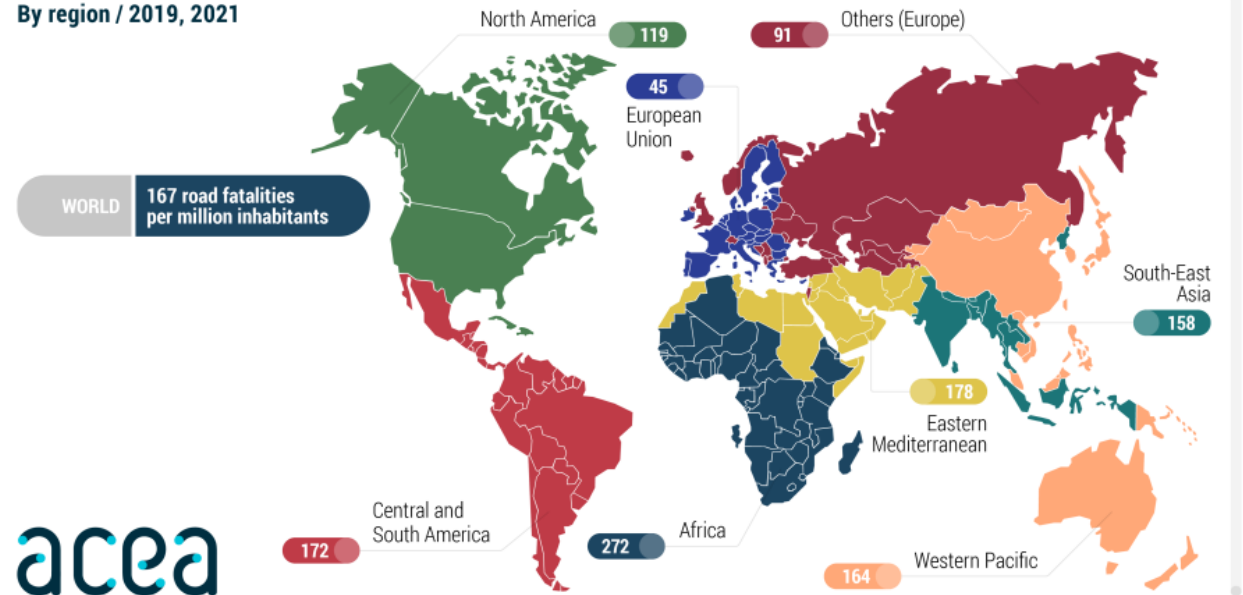 By region / 2019, 2021
North America
119
91
Others (Europe)
45
European
Union
WORLD
167 road fatalities
per million inhabitants
South-East
Asia
158
178
Eastern
Mediterranean
Central and
South America
172
272
Africa
Western Pacific
164
acea